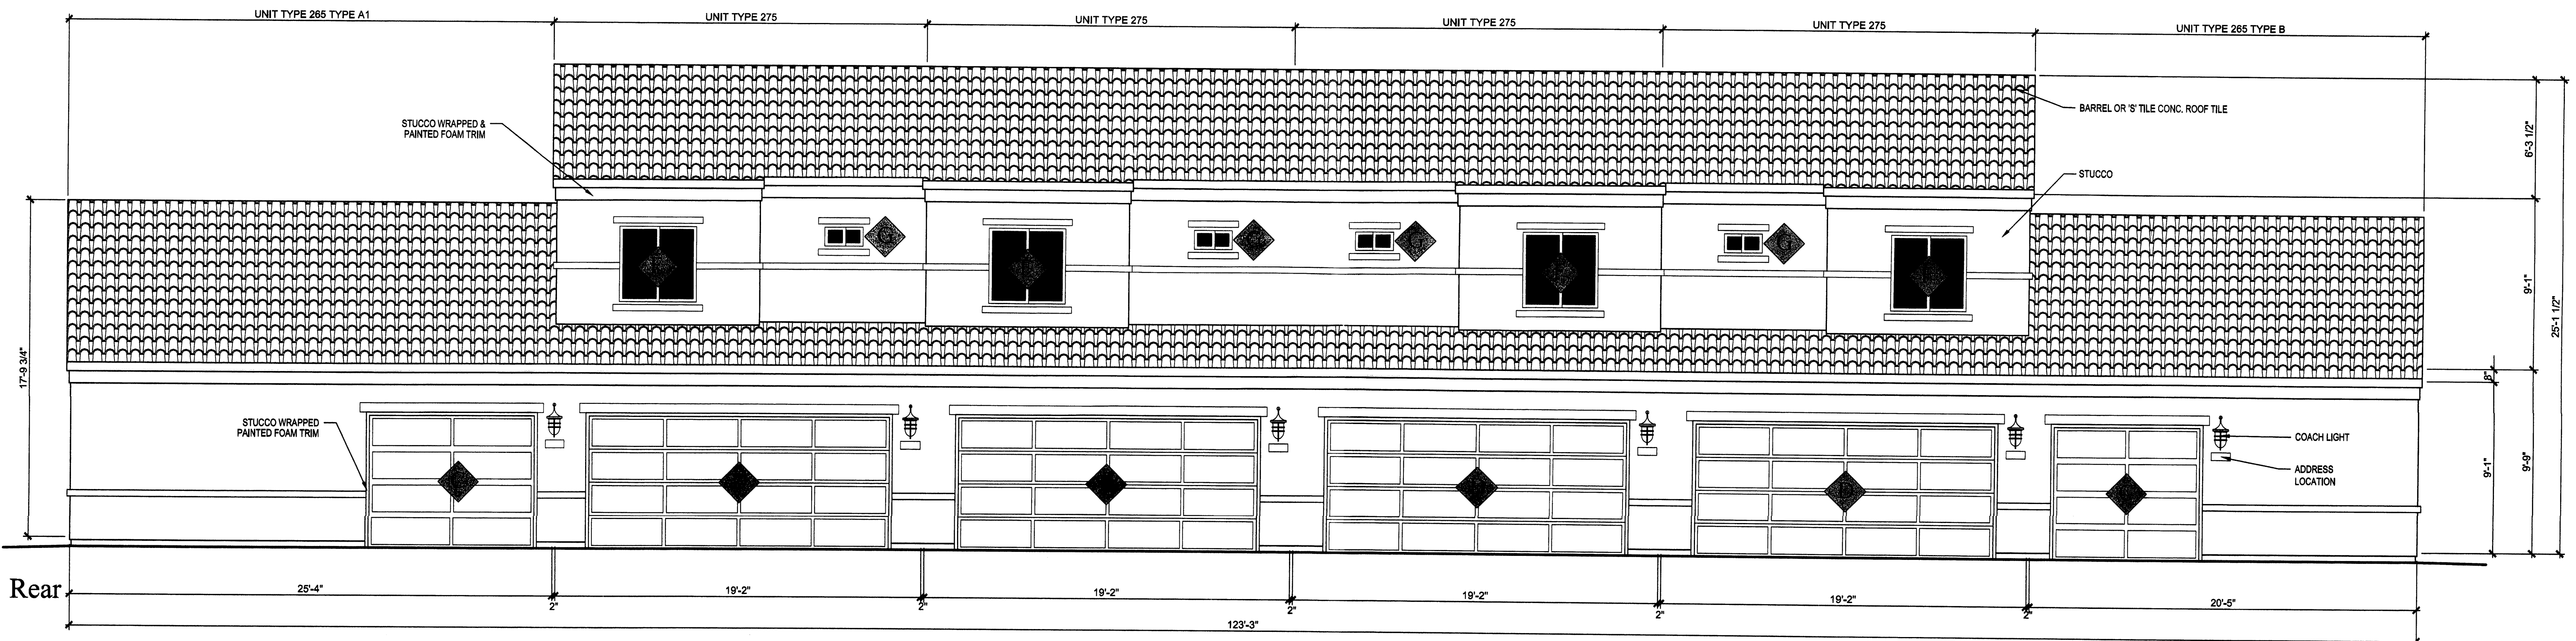 UNIT TYPE 265 TYPE A1
UNIT TYPE 275
UNIT TYPE 275
UNIT TYPE 275
UNIT TYPE 275
UNIT TYPE 265 TYPE B
BARREL OR 'S' TILE CONC. ROOF TILE
STUCCO WRAPPED &
PAINTED FOAM TRIM
6'-3 1/2"
STUCCO
G
G
G
G
9'-1"
25'-1 1/2"
17'-9 3/4"
8"
STUCCO WRAPPED
PAINTED FOAM TRIM
COACH LIGHT
ADDRESS
LOCATION
9'-1"
9'-9"
Rear
25'-4"
2"
19'-2"
2"
19'-2"
2"
19'-2"
2"
19'-2"
2"
20'-5"
123'-3"